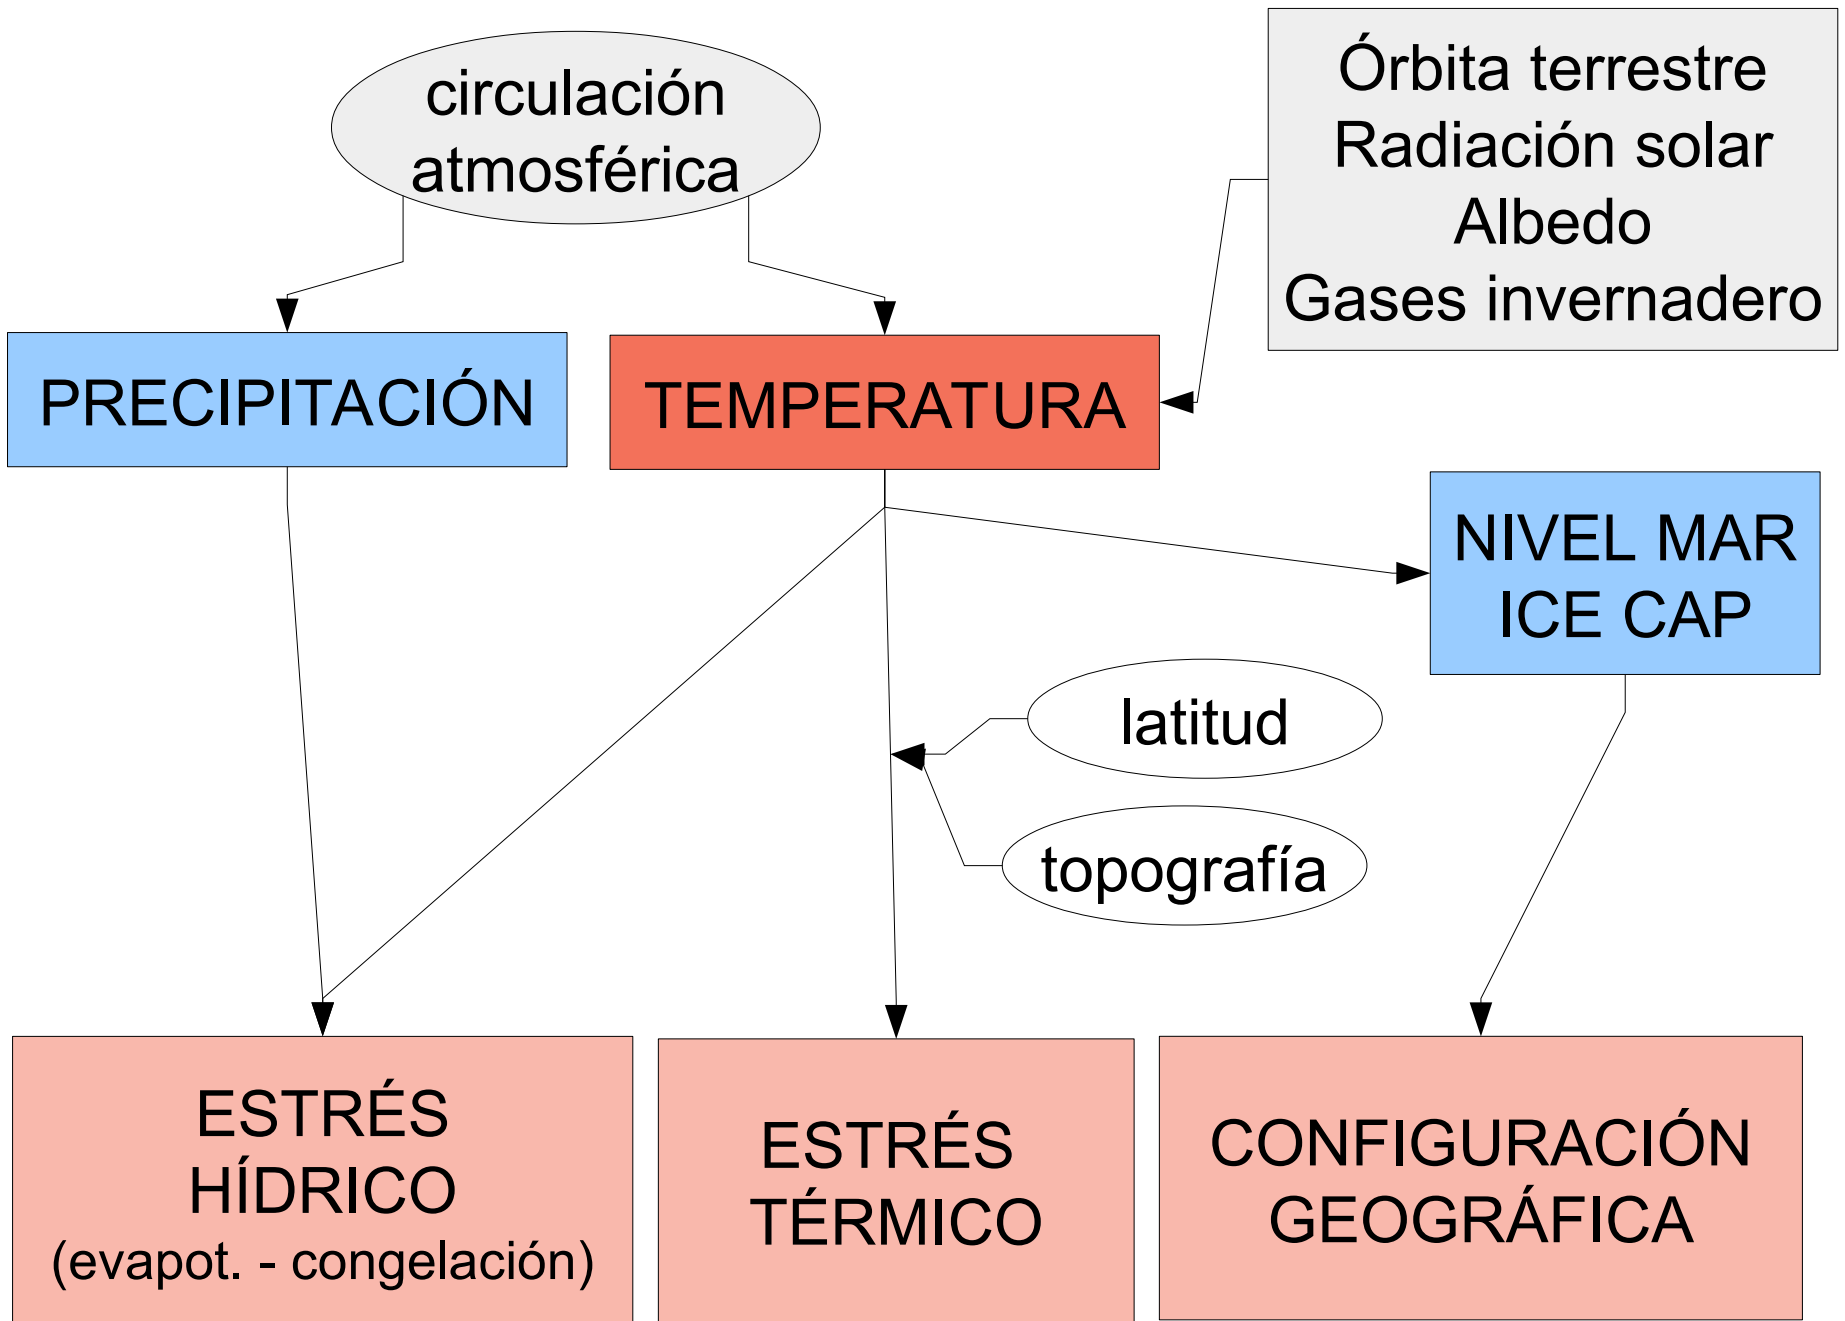 circulación
atmosférica
Órbita terrestre
Radiación solar
Albedo
Gases invernadero
PRECIPITACIÓN
TEMPERATURA
NIVEL MAR
ICE CAP
latitud
topografía
ESTRÉS
HÍDRICO
(evapot. - congelación)
ESTRÉS
TÉRMICO
CONFIGURACIÓN
GEOGRÁFICA